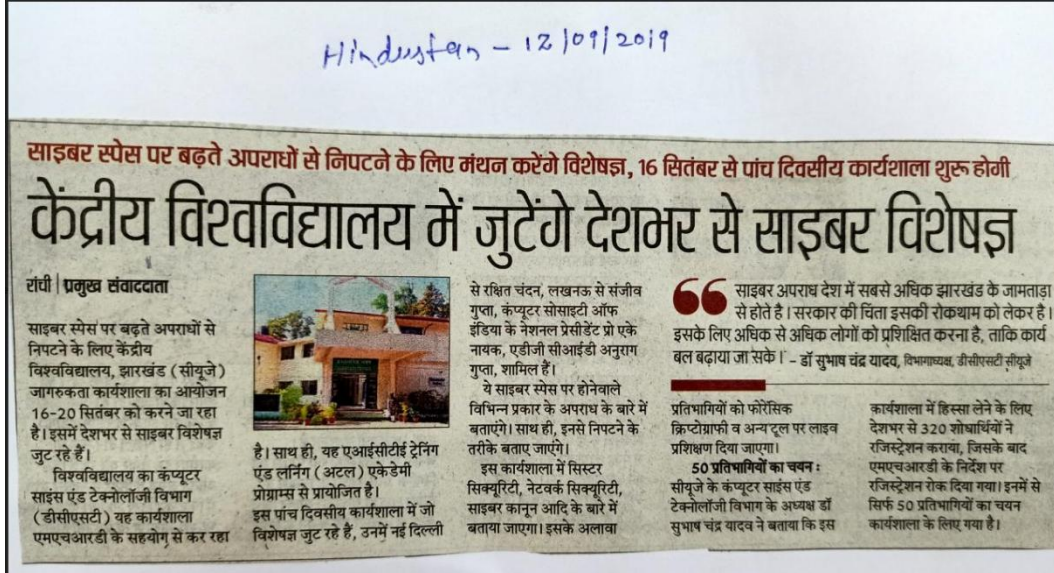 Hindustan - 12/09/2019
साइबर स्पेस पर बढ़ते अपराधों से निपटने के लिए मंथन करेंगे विशेषज्ञ, 16 सितंबर से पांच दिवसीय कार्यशाला शुरू होगी
केंद्रीय विश्वविद्यालय में जुटेंगे देशभर से साइबर विशेषज्ञ
रांची | प्रमुख संवाददाता
साइबर स्पेस पर बढ़ते अपराधों से
निपटने के लिए केंद्रीय
विश्वविद्यालय, झारखंड (सीयूजे)
जागरुकता कार्यशाला का आयोजन
16-20 सितंबर को करने जा रहा
है। इसमें देशभर से साइबर विशेषज्ञ
जुट रहे हैं।
विश्वविद्यालय का कंप्यूटर
साइंस एंड टेक्नोलॉजी विभाग
(डीसीएसटी) यह कार्यशाला
एमएचआरडी के सहयोग से कर रहा
है। साथ ही, यह एआईसीटीई ट्रेनिंग
एंड लर्निंग (अटल) एकेडमी
प्रोग्राम्स से प्रायोजित है।
इस पांच दिवसीय कार्यशाला में जो
विशेषज्ञ जुट रहे हैं, उनमें नई दिल्ली
से रक्षित चंदन, लखनऊ से संजीव
गुप्ता, कंप्यूटर सोसाइटी ऑफ
इंडिया के नेशनल प्रेसीडेंट प्रो एके
नायक, एडीजी सीआईडी अनुराग
गुप्ता, शामिल हैं।
ये साइबर स्पेस पर होनेवाले
विभिन्न प्रकार के अपराध के बारे में
बताएंगे। साथ ही, इनसे निपटने के
तरीके बताए जाएंगे।
इस कार्यशाला में सिस्टर
सिक्यूरिटी, नेटवर्क सिक्यूरिटी,
साइबर कानून आदि के बारे में
बताया जाएगा। इसके अलावा
साइबर अपराध देश में सबसे अधिक झारखंड के जामताड़ा
से होते है। सरकार की चिंता इसकी रोकथाम को लेकर है।
इसके लिए अधिक से अधिक लोगों को प्रशिक्षित करना है, ताकि कार्य
बल बढ़ाया जा सके। - डॉ सुभाष चंद्र यादव, विभागाध्यक्ष, डीसीएसटी सीयूजे
प्रतिभागियों को फोरेंसिक
क्रिप्टोग्राफी व अन्य टूल पर लाइव
प्रशिक्षण दिया जाएगा।
50 प्रतिभागियों का चयन :
सीयूजे के कंप्यूटर साइंस एंड
टेक्नोलॉजी विभाग के अध्यक्ष डॉ
सुभाष चंद्र यादव ने बताया कि इस
कार्यशाला में हिस्सा लेने के लिए
देशभर से 320 शोधार्थियों ने
रजिस्ट्रेशन कराया, जिसके बाद
एमएचआरडी के निर्देश पर
रजिस्ट्रेशन रोक दिया गया। इनमें से
सिर्फ 50 प्रतिभागियों का चयन
कार्यशाला के लिए गया है।